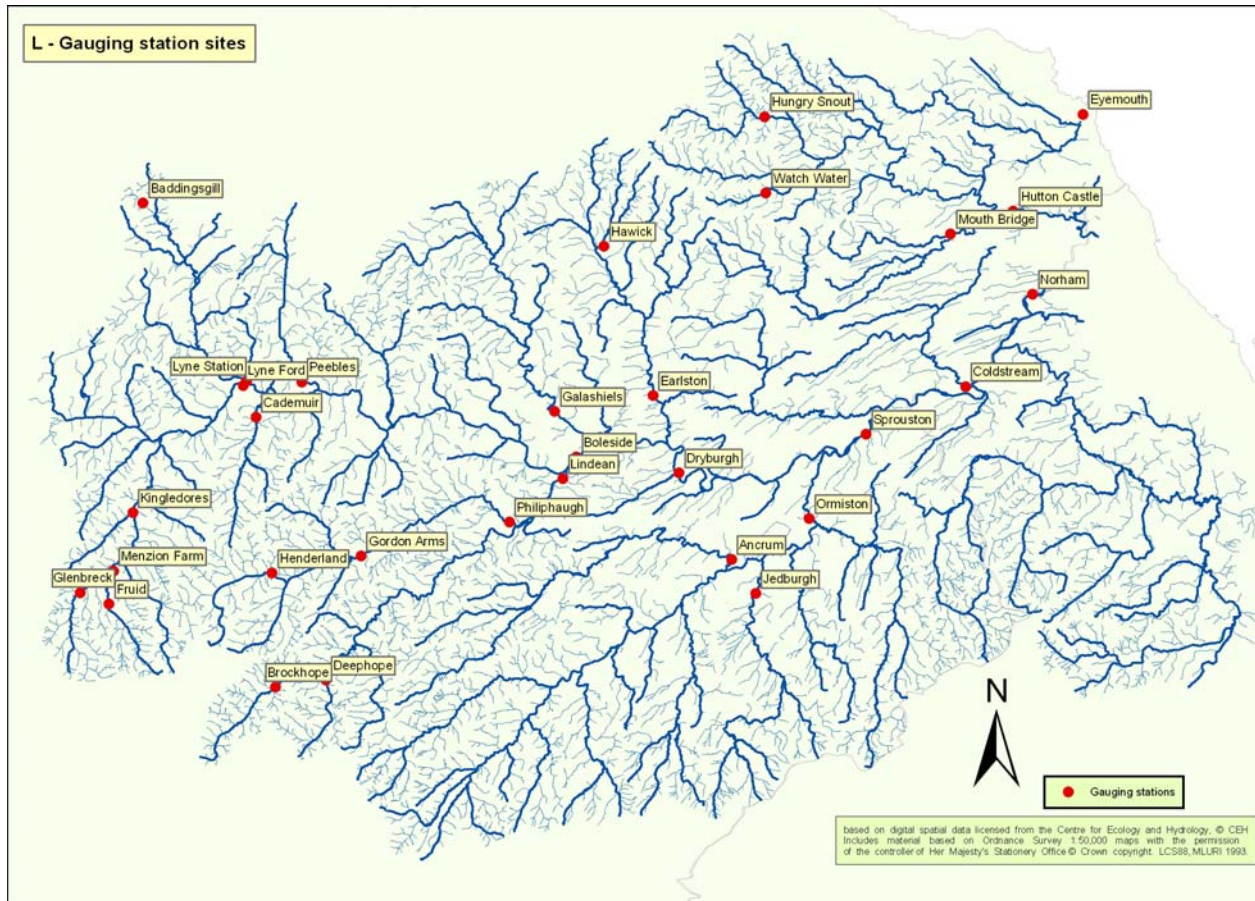 L - Gauging station sites
Hungry Snout
Eyemouth
Baddingsgill
Watch Water
Hutton Castle
Mouth Bridge
Hawick
Norham
Lyne Station
Lyne Ford
Peebles
Coldstream
Cademuir
Galashiels
Earlston
Sprouston
Boleside
Lindean
Dryburgh
Kingledores
Philiphaugh
Ormiston
Gordon Arms
Ancrum
Menzion Farm
Henderland
Glenbreck
Jedburgh
Fruid
Brockhope
Deephope
N
Gauging stations
based on digital spatial data licensed from the Centre for Ecology and Hydrology, © CEH
Includes material based on Ordnance Survey 1:50,000 maps with the permission
of the controller of Her Majesty's Stationery Office © Crown copyright. LCS88, MLURI 1993.